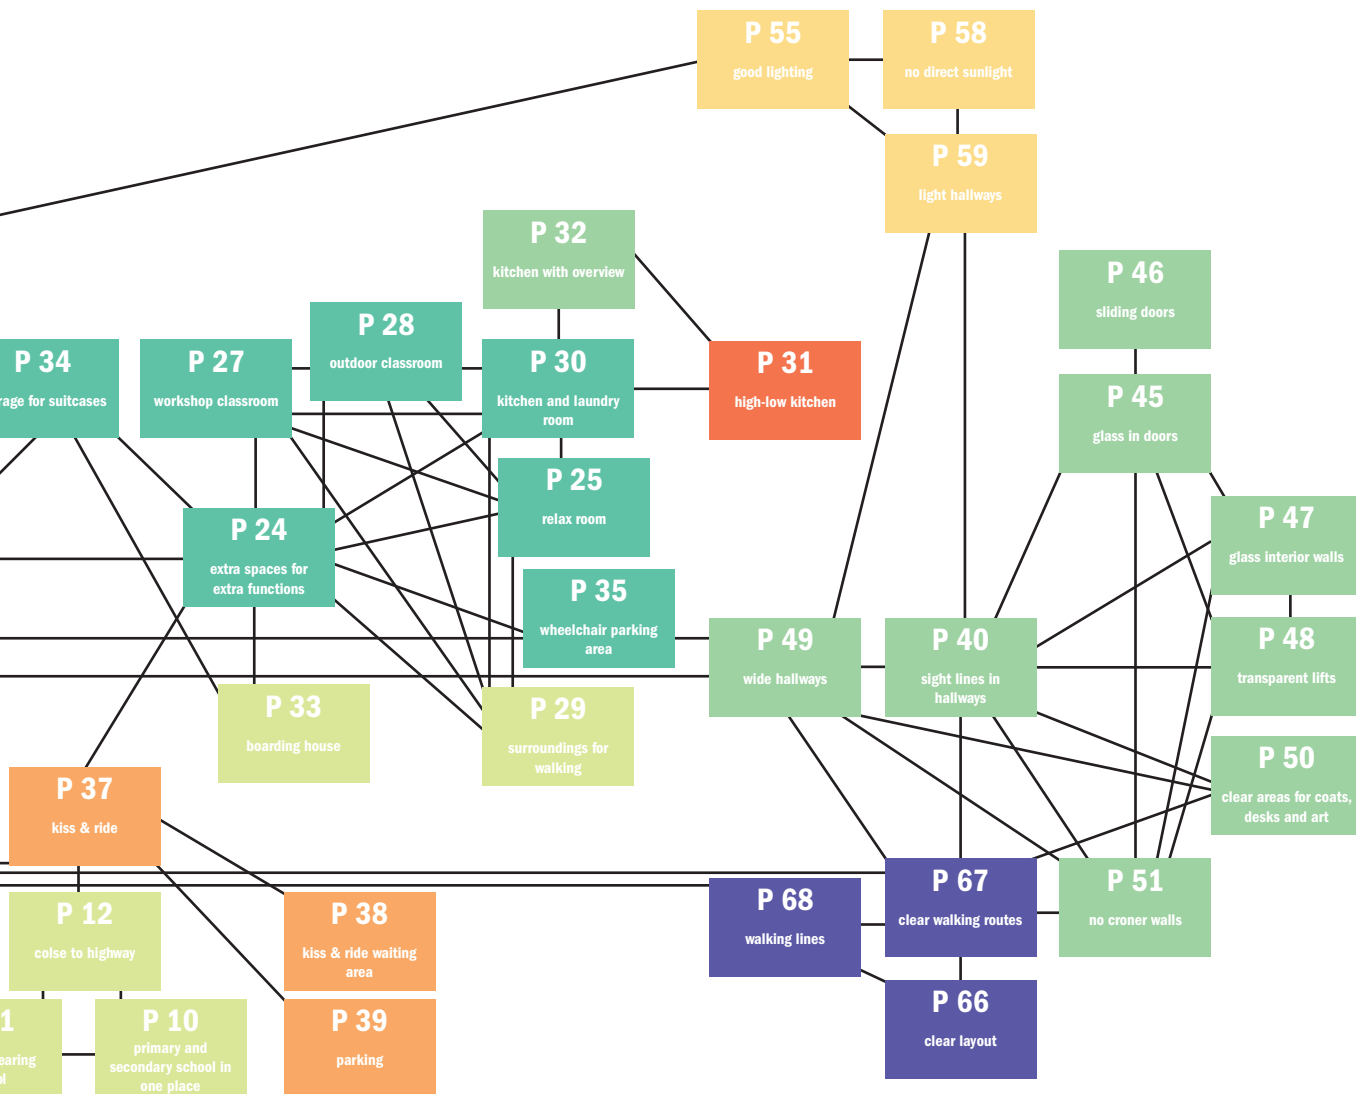 P 55
good lighting
P 58
no direct sunlight
P 59
light hallways
P 32
kitchen with overview
P 46
sliding doors
P 28
outdoor classroom
P 34
rage for suitcases
P 27
workshop classroom
P 30
kitchen and laundry
room
P 31
high-low kitchen
P 45
glass in doors
P 25
relax room
P 24
extra spaces for
extra functions
P 47
glass interior walls
P 35
wheelchair parking
area
P 49
wide hallways
P 40
sight lines in
hallways
P 48
transparent lifts
P 33
boarding house
P 29
surroundings for
walking
P 50
clear areas for coats,
desks and art
P 37
kiss & ride
P 67
clear walking routes
P 51
no croner walls
P 68
walking lines
P 12
colse to highway
P 38
kiss & ride waiting
area
P 66
clear layout
1
earing
ol
P 10
primary and
secondary school in
one place
P 39
parking